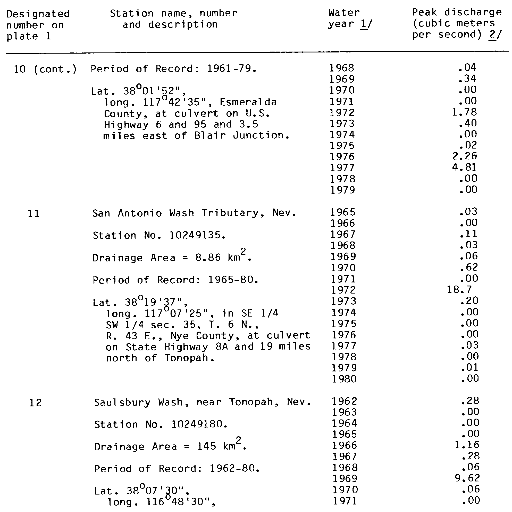 Designated Station name, number Water Peak discharge
number on and description year 1/ (cubic meters
plate 1 per second) 2/
10 (cont.) Period of Record: 1961-79. 1968 .04
1969 .34
Lat. 38°01'52", 1970 .00
long. 117°42'35", Esmeralda 1971 .00
County, at culvert on U.S. 1972 1.78
Highway 6 and 95 and 3.5 1973 .40
miles east of Blair Junction. 1974 .00
1975 .02
1976 2.26
1977 4.81
1978 .00
1979 .00
11 San Antonio Wash Tributary, Nev. 1965 .03
1966 .00
Station No. 10249135. 1967 .11
1968 .03
Drainage Area = 8.86 km2. 1969 .06
1970 .62
Period of Record: 1965-80. 1971 .00
1972 18.7
Lat. 38°19'37", 1973 .20
long. 117°07'25", in SE 1/4 1974 .00
SW 1/4 sec. 35, T. 6 N., 1975 .00
R. 43 E., Nye County, at culvert 1976 .00
on State Highway 8A and 19 miles 1977 .03
north of Tonopah. 1978 .00
1979 .01
1980 .00
12 Saulsbury Wash, near Tonopah, Nev. 1962 .28
1963 .00
Station No. 10249180. 1964 .00
1965 .00
Drainage Area = 145 km2. 1966 1.16
1967 .28
Period of Record: 1962-80. 1968 .06
1969 9.62
Lat. 38°07'30", 1970 .06
long. 116°48'30", 1971 .00